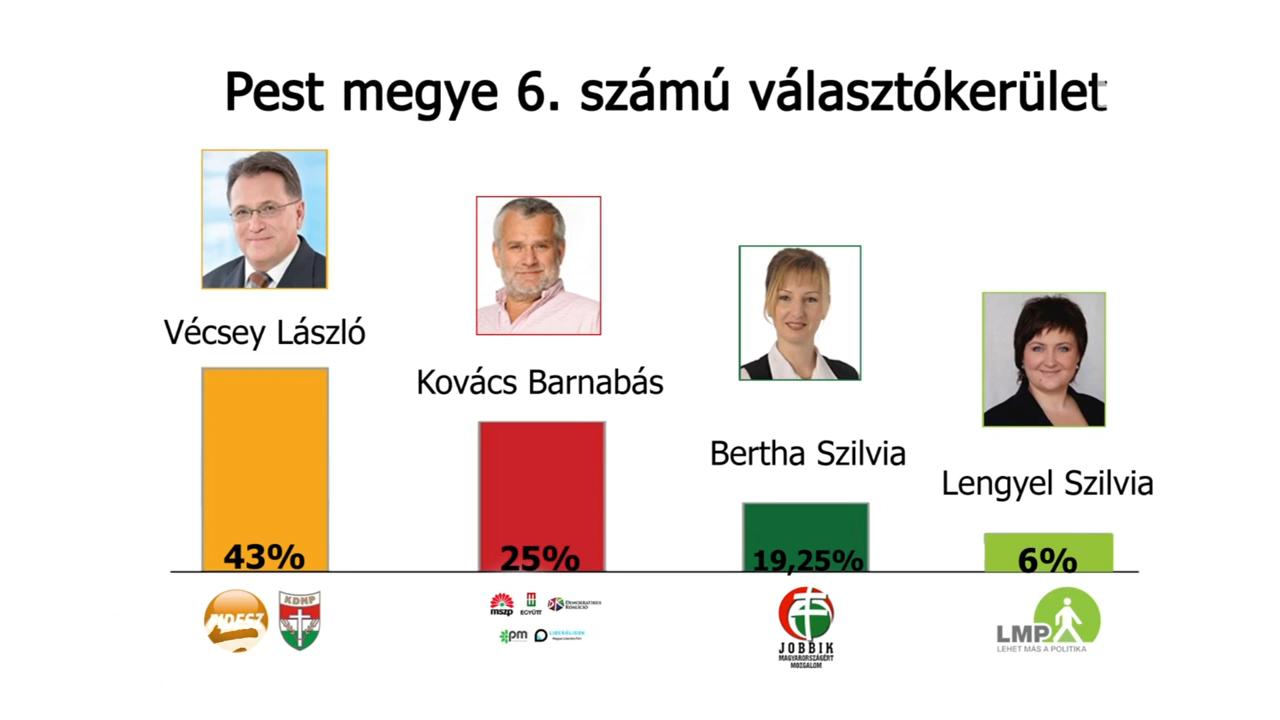 Pest megye 6. számú választókerület
Vécsey László
Kovács Barnabás
Bertha Szilvia
Lengyel Szilvia
43%
25%
19,25%
6%
KDNP
mszp
EGYÜTT
DEMOKRATIKUS KOALÍCIÓ
pm
LIBERÁLISOK
JOBBIK
MAGYARORSZÁGÉRT
MOZGALOM
LMP
LEHET MÁS A POLITIKA